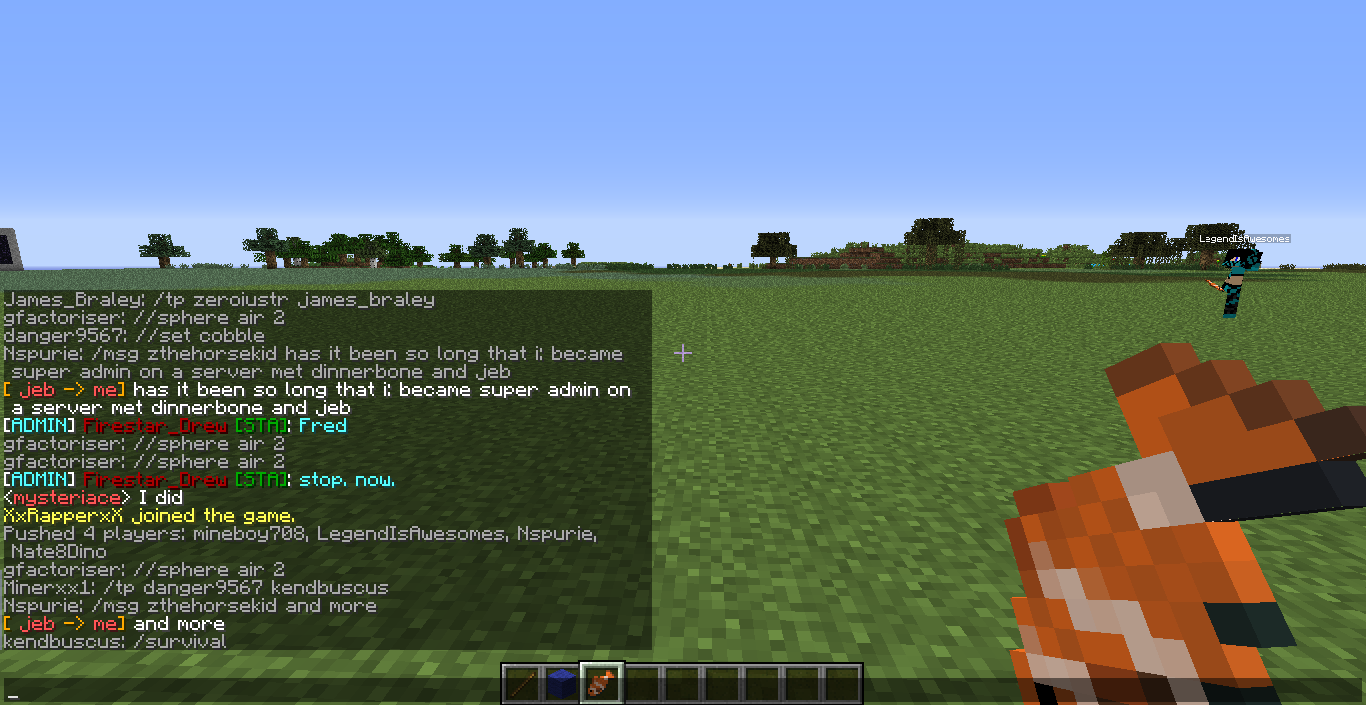 LegendIsAwesomes
James_Braley: /tp zeroiustr james_braley
gfactoriser: //sphere air 2
danger9567: //set cobble
Nspurie: /msg zthehorsekid has it been so long that i: became
super admin on a server met dinnerbone and jeb
[ jeb -> me] has it been so long that i: became super admin on
a server met dinnerbone and jeb
[ADMIN] Firestar_Drew [STA]: Fred
gfactoriser: //sphere air 2
gfactoriser: //sphere air 2
[ADMIN] Firestar_Drew [STA]: stop. now.
<mysteriace> I did
XxRapperxX joined the game.
Pushed 4 players: mineboy708, LegendIsAwesomes, Nspurie,
Nate8Dino
gfactoriser: //sphere air 2
Minerxx1: /tp danger9567 kendbuscus
Nspurie: /msg zthehorsekid and more
[ jeb -> me] and more
kendbuscus: /survival
_